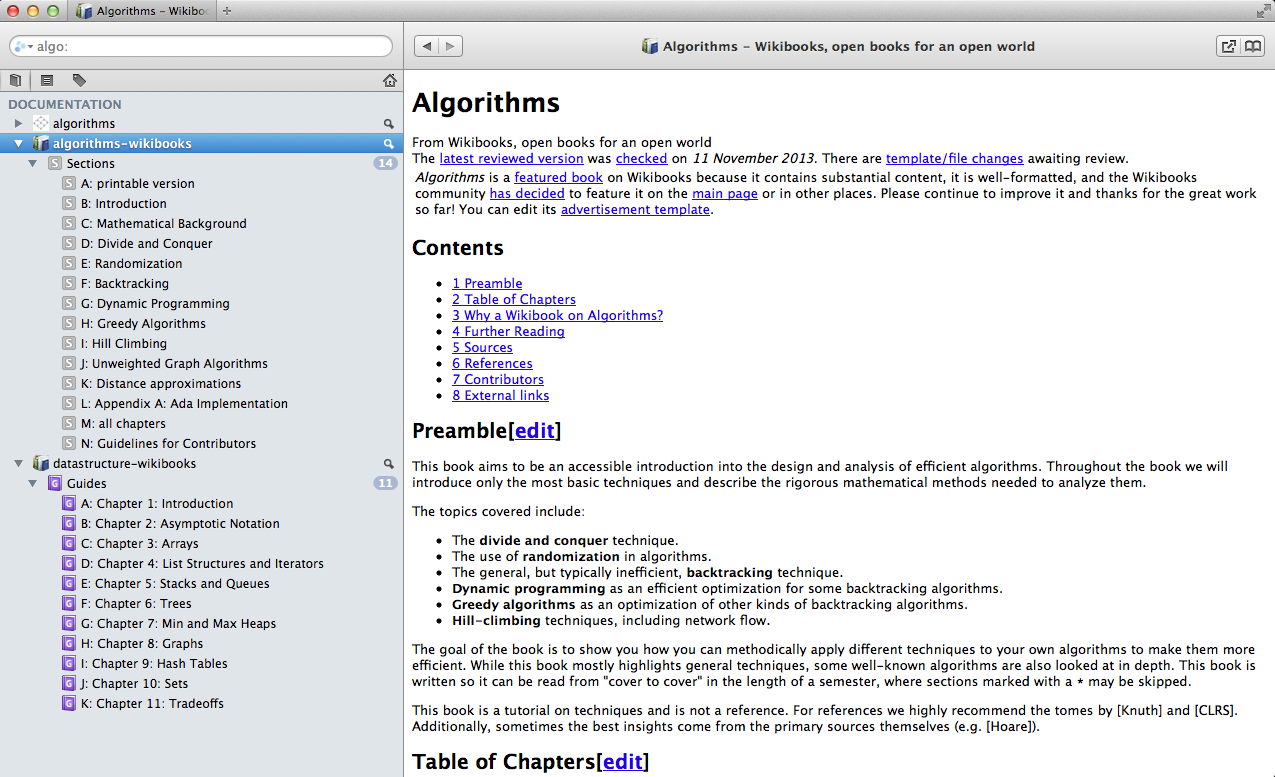 Algorithms – Wikiboo
algo:
Algorithms – Wikibooks, open books for an open world
DOCUMENTATION
algorithms
algorithms-wikibooks
Sections 14
S A: printable version
S B: Introduction
S C: Mathematical Background
S D: Divide and Conquer
S E: Randomization
S F: Backtracking
S G: Dynamic Programming
S H: Greedy Algorithms
S I: Hill Climbing
S J: Unweighted Graph Algorithms
S K: Distance approximations
S L: Appendix A: Ada Implementation
S M: all chapters
S N: Guidelines for Contributors
datastructure-wikibooks
G Guides 11
G A: Chapter 1: Introduction
G B: Chapter 2: Asymptotic Notation
G C: Chapter 3: Arrays
G D: Chapter 4: List Structures and Iterators
G E: Chapter 5: Stacks and Queues
G F: Chapter 6: Trees
G G: Chapter 7: Min and Max Heaps
G H: Chapter 8: Graphs
G I: Chapter 9: Hash Tables
G J: Chapter 10: Sets
G K: Chapter 11: Tradeoffs
Algorithms
From Wikibooks, open books for an open world
The latest reviewed version was checked on 11 November 2013. There are template/file changes awaiting review.
Algorithms is a featured book on Wikibooks because it contains substantial content, it is well-formatted, and the Wikibooks
community has decided to feature it on the main page or in other places. Please continue to improve it and thanks for the great work
so far! You can edit its advertisement template.
Contents
• 1 Preamble
• 2 Table of Chapters
• 3 Why a Wikibook on Algorithms?
• 4 Further Reading
• 5 Sources
• 6 References
• 7 Contributors
• 8 External links
Preamble[edit]
This book aims to be an accessible introduction into the design and analysis of efficient algorithms. Throughout the book we will
introduce only the most basic techniques and describe the rigorous mathematical methods needed to analyze them.
The topics covered include:
• The divide and conquer technique.
• The use of randomization in algorithms.
• The general, but typically inefficient, backtracking technique.
• Dynamic programming as an efficient optimization for some backtracking algorithms.
• Greedy algorithms as an optimization of other kinds of backtracking algorithms.
• Hill-climbing techniques, including network flow.
The goal of the book is to show you how you can methodically apply different techniques to your own algorithms to make them more
efficient. While this book mostly highlights general techniques, some well-known algorithms are also looked at in depth. This book is
written so it can be read from "cover to cover" in the length of a semester, where sections marked with a * may be skipped.
This book is a tutorial on techniques and is not a reference. For references we highly recommend the tomes by [Knuth] and [CLRS].
Additionally, sometimes the best insights come from the primary sources themselves (e.g. [Hoare]).
Table of Chapters[edit]